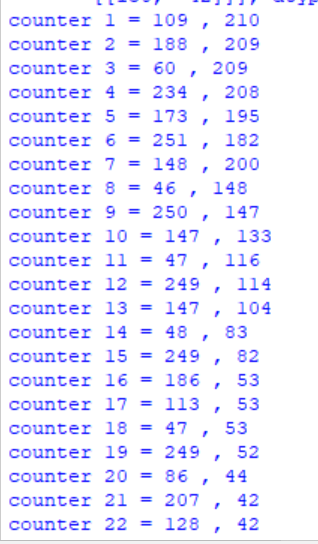 counter 1 = 109 , 210
counter 2 = 188 , 209
counter 3 = 60 , 209
counter 4 = 234 , 208
counter 5 = 173 , 195
counter 6 = 251 , 182
counter 7 = 148 , 200
counter 8 = 46 , 148
counter 9 = 250 , 147
counter 10 = 147 , 133
counter 11 = 47 , 116
counter 12 = 249 , 114
counter 13 = 147 , 104
counter 14 = 48 , 83
counter 15 = 249 , 82
counter 16 = 186 , 53
counter 17 = 113 , 53
counter 18 = 47 , 53
counter 19 = 249 , 52
counter 20 = 86 , 44
counter 21 = 207 , 42
counter 22 = 128 , 42